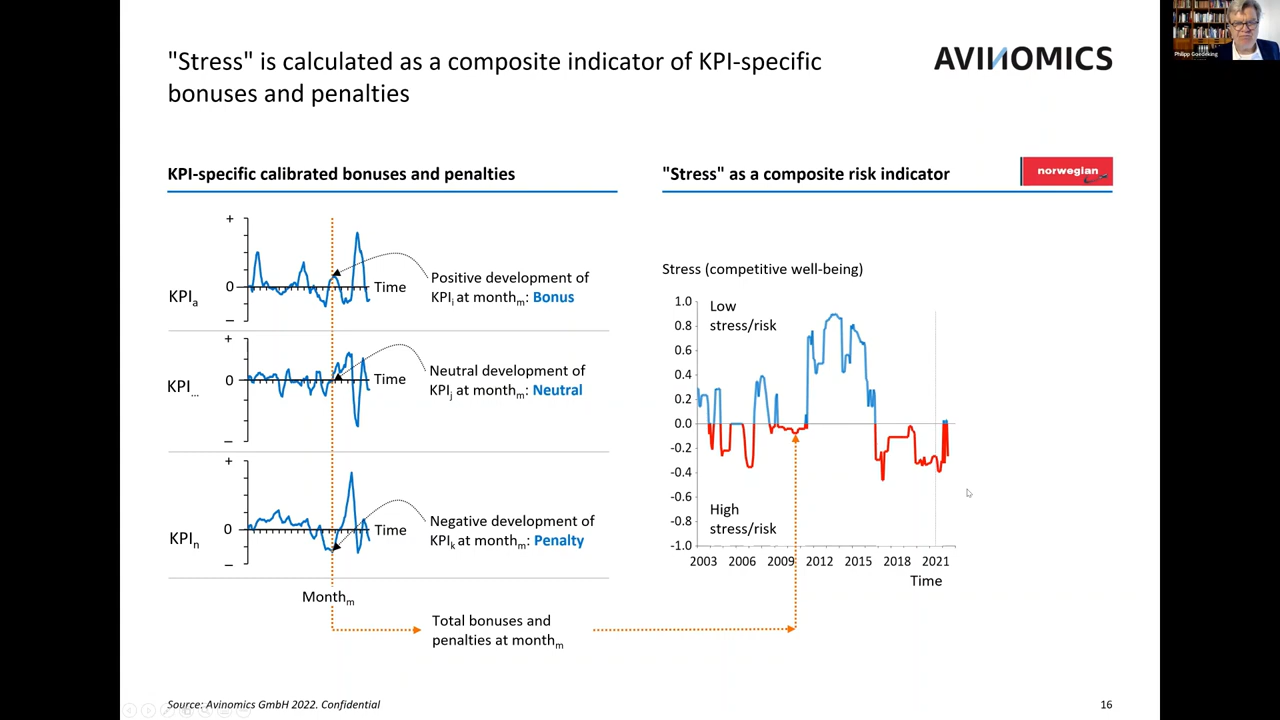 "Stress" is calculated as a composite indicator of KPI-specific
bonuses and penalties
AVINOMICS
Philipp Goedeking
KPI-specific calibrated bonuses and penalties
+
0
–
KPIa
Time
Positive development of
KPIi at monthm: Bonus
+
0
–
KPI...
Time
Neutral development of
KPIj at monthm: Neutral
+
0
–
KPIn
Time
Negative development of
KPIk at monthm: Penalty
Monthm
Total bonuses and
penalties at monthm
"Stress" as a composite risk indicator
norwegian
Stress (competitive well-being)
1.0
0.8
0.6
0.4
0.2
0.0
-0.2
-0.4
-0.6
-0.8
-1.0
Low
stress/risk
High
stress/risk
2003 2006 2009 2012 2015 2018 2021
Time
Source: Avinomics GmbH 2022. Confidential
16